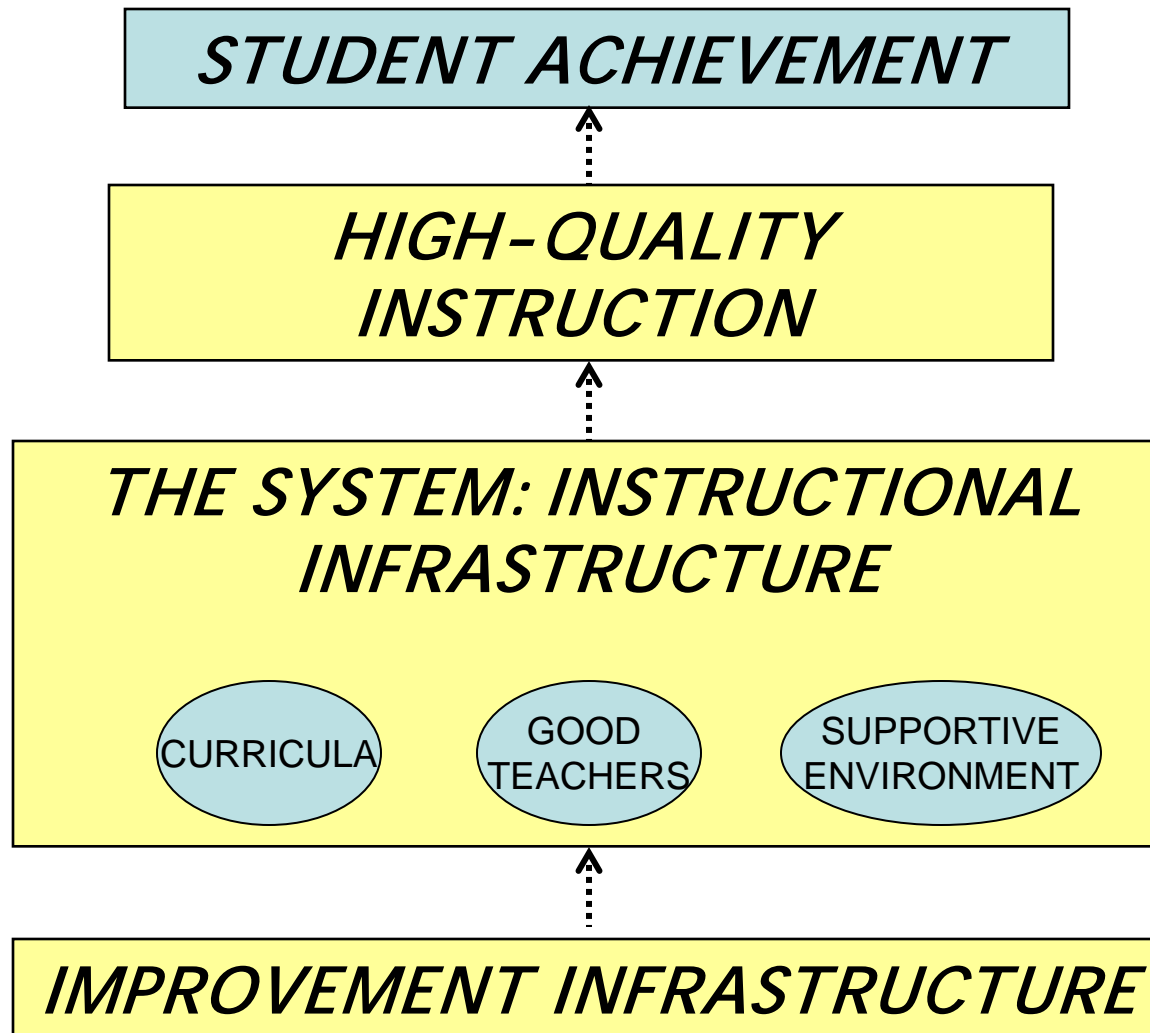 STUDENT ACHIEVEMENT
HIGH-QUALITY
INSTRUCTION
THE SYSTEM: INSTRUCTIONAL
INFRASTRUCTURE
CURRICULA
GOOD
TEACHERS
SUPPORTIVE
ENVIRONMENT
IMPROVEMENT INFRASTRUCTURE